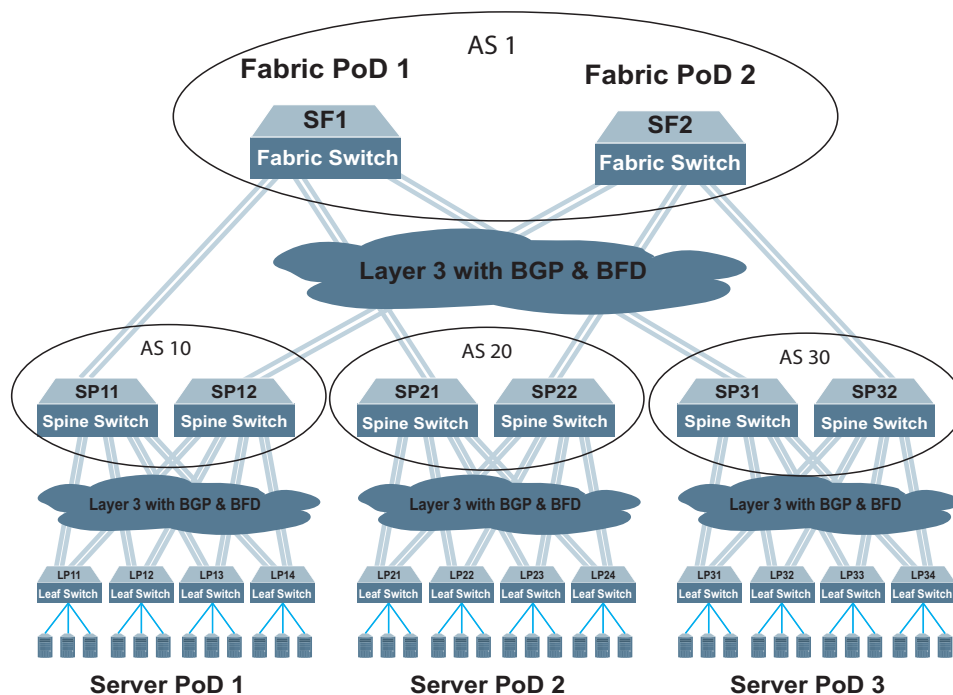 AS 1
Fabric PoD 1
Fabric PoD 2
SF1
SF2
Fabric Switch
Fabric Switch
Layer 3 with BGP & BFD
AS 10
AS 20
AS 30
SP11
SP12
SP21
SP22
SP31
SP32
Spine Switch
Spine Switch
Spine Switch
Spine Switch
Spine Switch
Spine Switch
Layer 3 with BGP & BFD
Layer 3 with BGP & BFD
Layer 3 with BGP & BFD
LP11
LP12
LP13
LP14
LP21
LP22
LP23
LP24
LP31
LP32
LP33
LP34
Leaf Switch
Leaf Switch
Leaf Switch
Leaf Switch
Leaf Switch
Leaf Switch
Leaf Switch
Leaf Switch
Leaf Switch
Leaf Switch
Leaf Switch
Leaf Switch
Server PoD 1
Server PoD 2
Server PoD 3